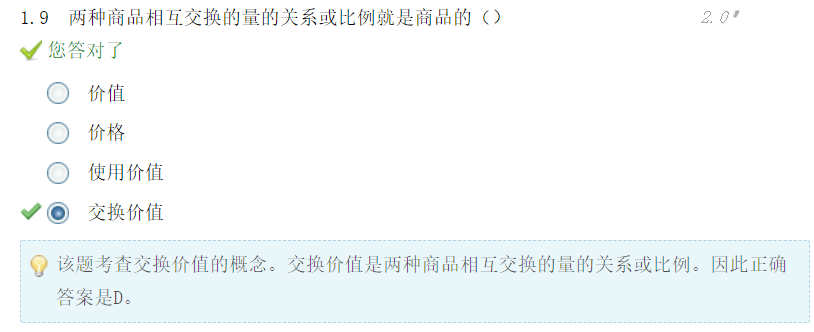 1.9 两种商品相互交换的量的关系或比例就是商品的（） 2.0"
您答对了
价值
价格
使用价值
交换价值
该题考查交换价值的概念。交换价值是两种商品相互交换的量的关系或比例。因此正确
答案是D。